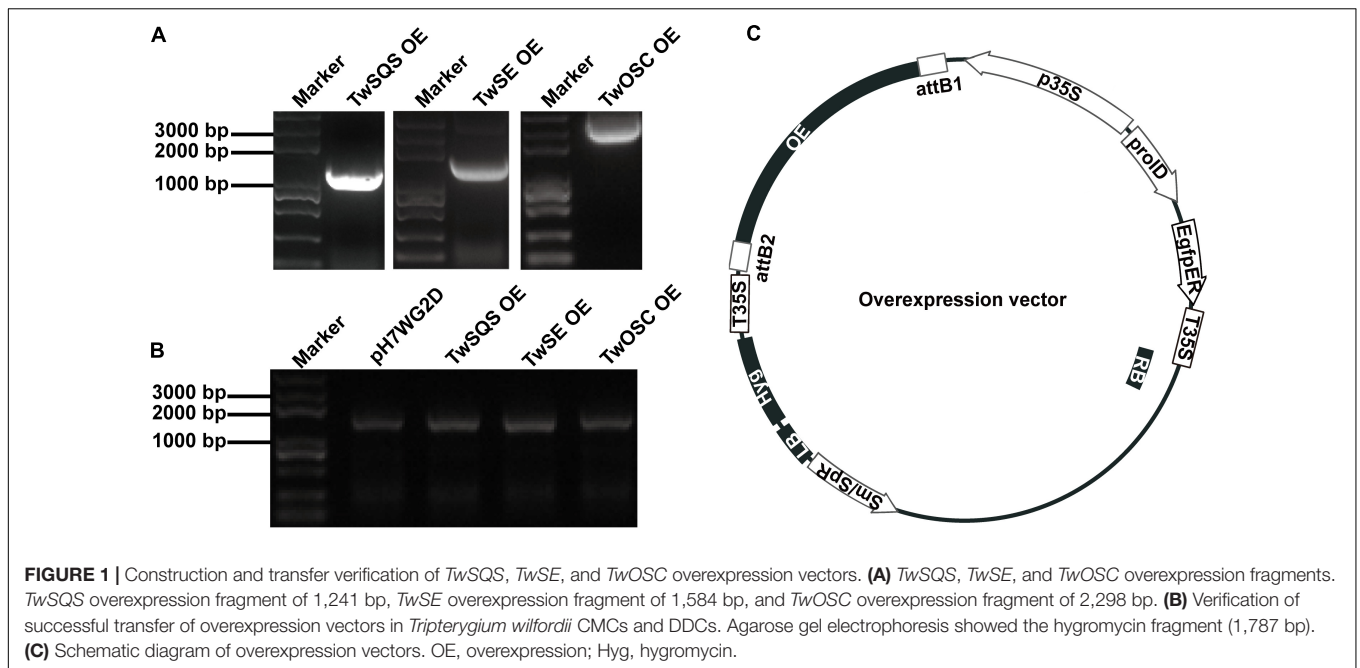 A
Marker
TwSQS OE
Marker
TwSE OE
Marker
TwOSC OE
3000 bp
2000 bp
1000 bp
B
Marker
pH7WG2D
TwSQS OE
TwSE OE
TwOSC OE
3000 bp
2000 bp
1000 bp
C
attB1
p35S
prolD
EgfpER
T35S
RB
Sm/SpR
LB
Hyg
T35S
attB2
OE
Overexpression vector
FIGURE 1 | Construction and transfer verification of TwSQS, TwSE, and TwOSC overexpression vectors. (A) TwSQS, TwSE, and TwOSC overexpression fragments.
TwSQS overexpression fragment of 1,241 bp, TwSE overexpression fragment of 1,584 bp, and TwOSC overexpression fragment of 2,298 bp. (B) Verification of
successful transfer of overexpression vectors in Tripterygium wilfordii CMCs and DDCs. Agarose gel electrophoresis showed the hygromycin fragment (1,787 bp).
(C) Schematic diagram of overexpression vectors. OE, overexpression; Hyg, hygromycin.